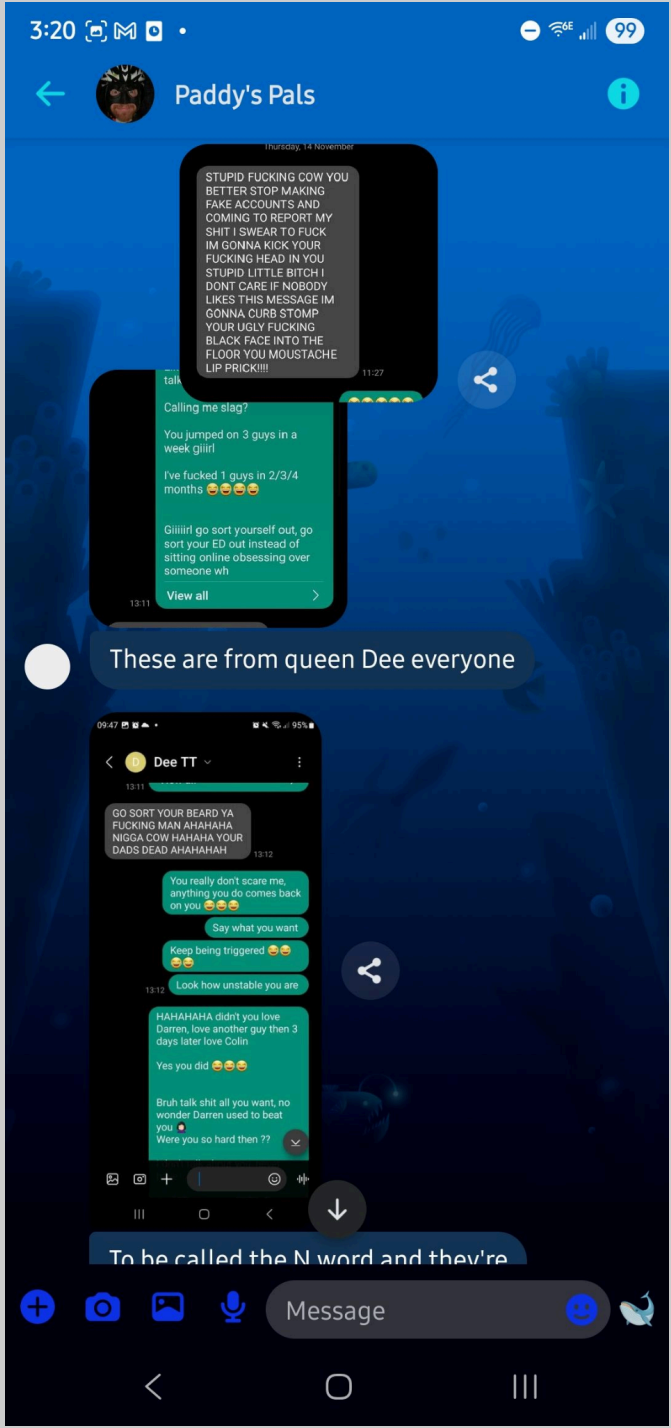 3:20
99
Paddy's Pals
Thursday, 14 November
STUPID FUCKING COW YOU
BETTER STOP MAKING
FAKE ACCOUNTS AND
COMING TO REPORT MY
SHIT I SWEAR TO FUCK
IM GONNA KICK YOUR
FUCKING HEAD IN YOU
STUPID LITTLE BITCH I
DONT CARE IF NOBODY
LIKES THIS MESSAGE IM
GONNA CURB STOMP
YOUR UGLY FUCKING
BLACK FACE INTO THE
FLOOR YOU MOUSTACHE
LIP PRICK!!!!
11:27
😂😂😂😂😂
talk
Calling me slag?
You jumped on 3 guys in a
week giiirl
I've fucked 1 guys in 2/3/4
months 😂😂😂😂
Giiiiirl go sort yourself out, go
sort your ED out instead of
sitting online obsessing over
someone wh
View all
13:11
These are from queen Dee everyone
09:47
95%
D
Dee TT
13:11
GO SORT YOUR BEARD YA
FUCKING MAN AHAHAHA
NIGGA COW HAHAHA YOUR
DADS DEAD AHAHAHAH
13:12
You really don't scare me,
anything you do comes back
on you 😂😂😂
Say what you want
Keep being triggered 😂😂
😂😂
13:12
Look how unstable you are
HAHAHAHA didn't you love
Darren, love another guy then 3
days later love Colin
Yes you did 😂😂😂
Bruh talk shit all you want, no
wonder Darren used to beat
you
Were you so hard then ??
To be called the N word and they're
Message